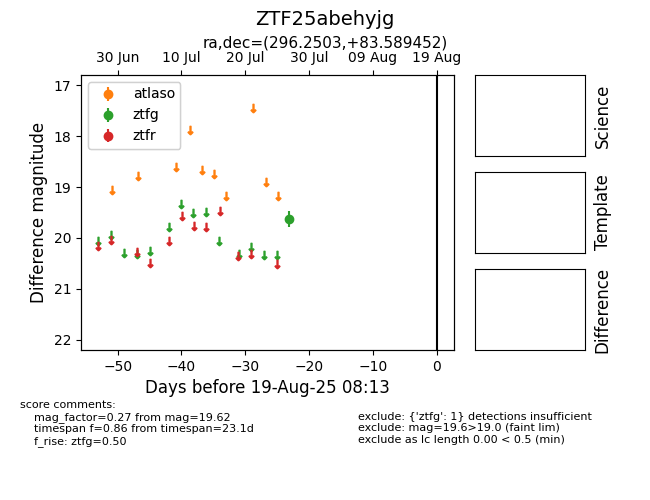 ZTF25abehyjg
ra,dec=(296.2503,+83.589452)
30 Jun 10 Jul 20 Jul 30 Jul 09 Aug 19 Aug
atlaso
ztfg
ztfr
17
18
19
20
21
22
Difference magnitude
−50 −40 −30 −20 −10 0
Days before 19-Aug-25 08:13
Science
Template
Difference
score comments:
mag_factor=0.27 from mag=19.62
timespan f=0.86 from timespan=23.1d
f_rise: ztfg=0.50
exclude: {'ztfg': 1} detections insufficient
exclude: mag=19.6>19.0 (faint lim)
exclude as lc length 0.00 < 0.5 (min)